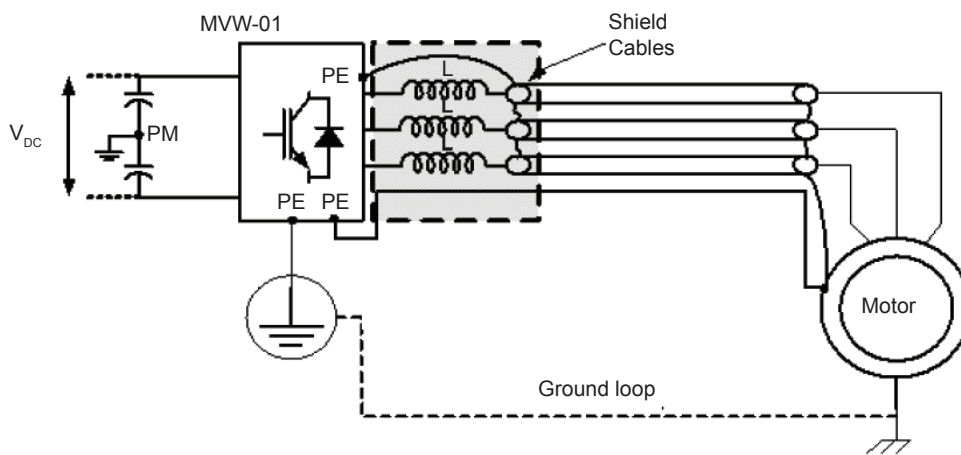 MVW-01
Shield
Cables
PE
L
L
L
V_DC
PM
PE PE
Motor
Ground loop